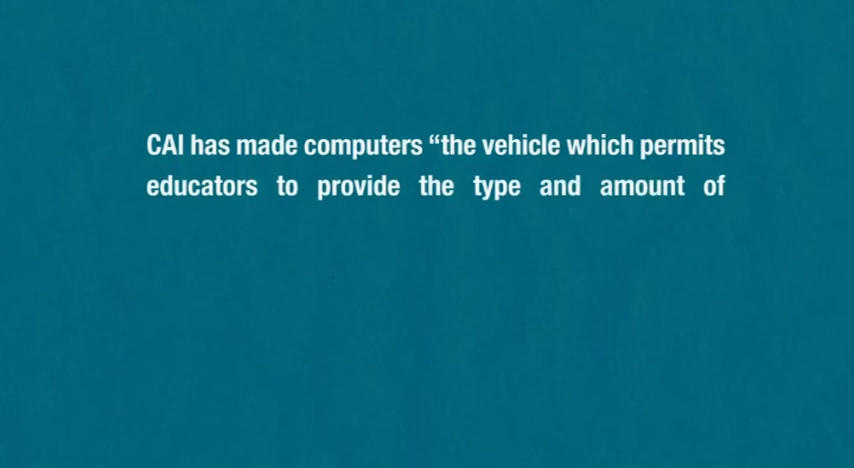 CAI has made computers “the vehicle which permits
educators to provide the type and amount of